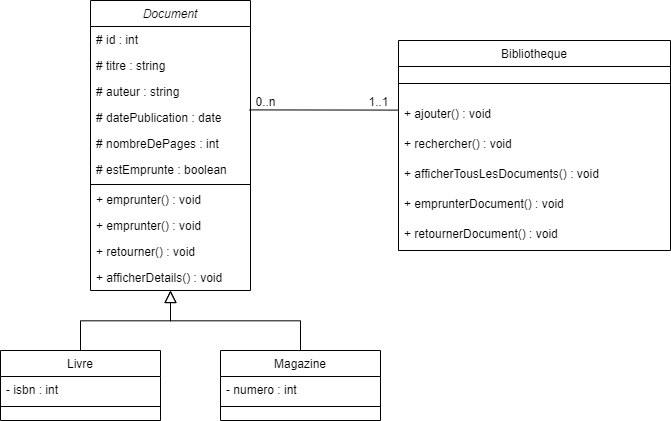 Document
# id : int
# titre : string
# auteur : string
# datePublication : date
# nombreDePages : int
# estEmprunte : boolean
+ emprunter() : void
+ emprunter() : void
+ retourner() : void
+ afficherDetails() : void
0..n
1..1
Bibliotheque
+ ajouter() : void
+ rechercher() : void
+ afficherTousLesDocuments() : void
+ emprunterDocument() : void
+ retournerDocument() : void
Livre
- isbn : int
Magazine
- numero : int